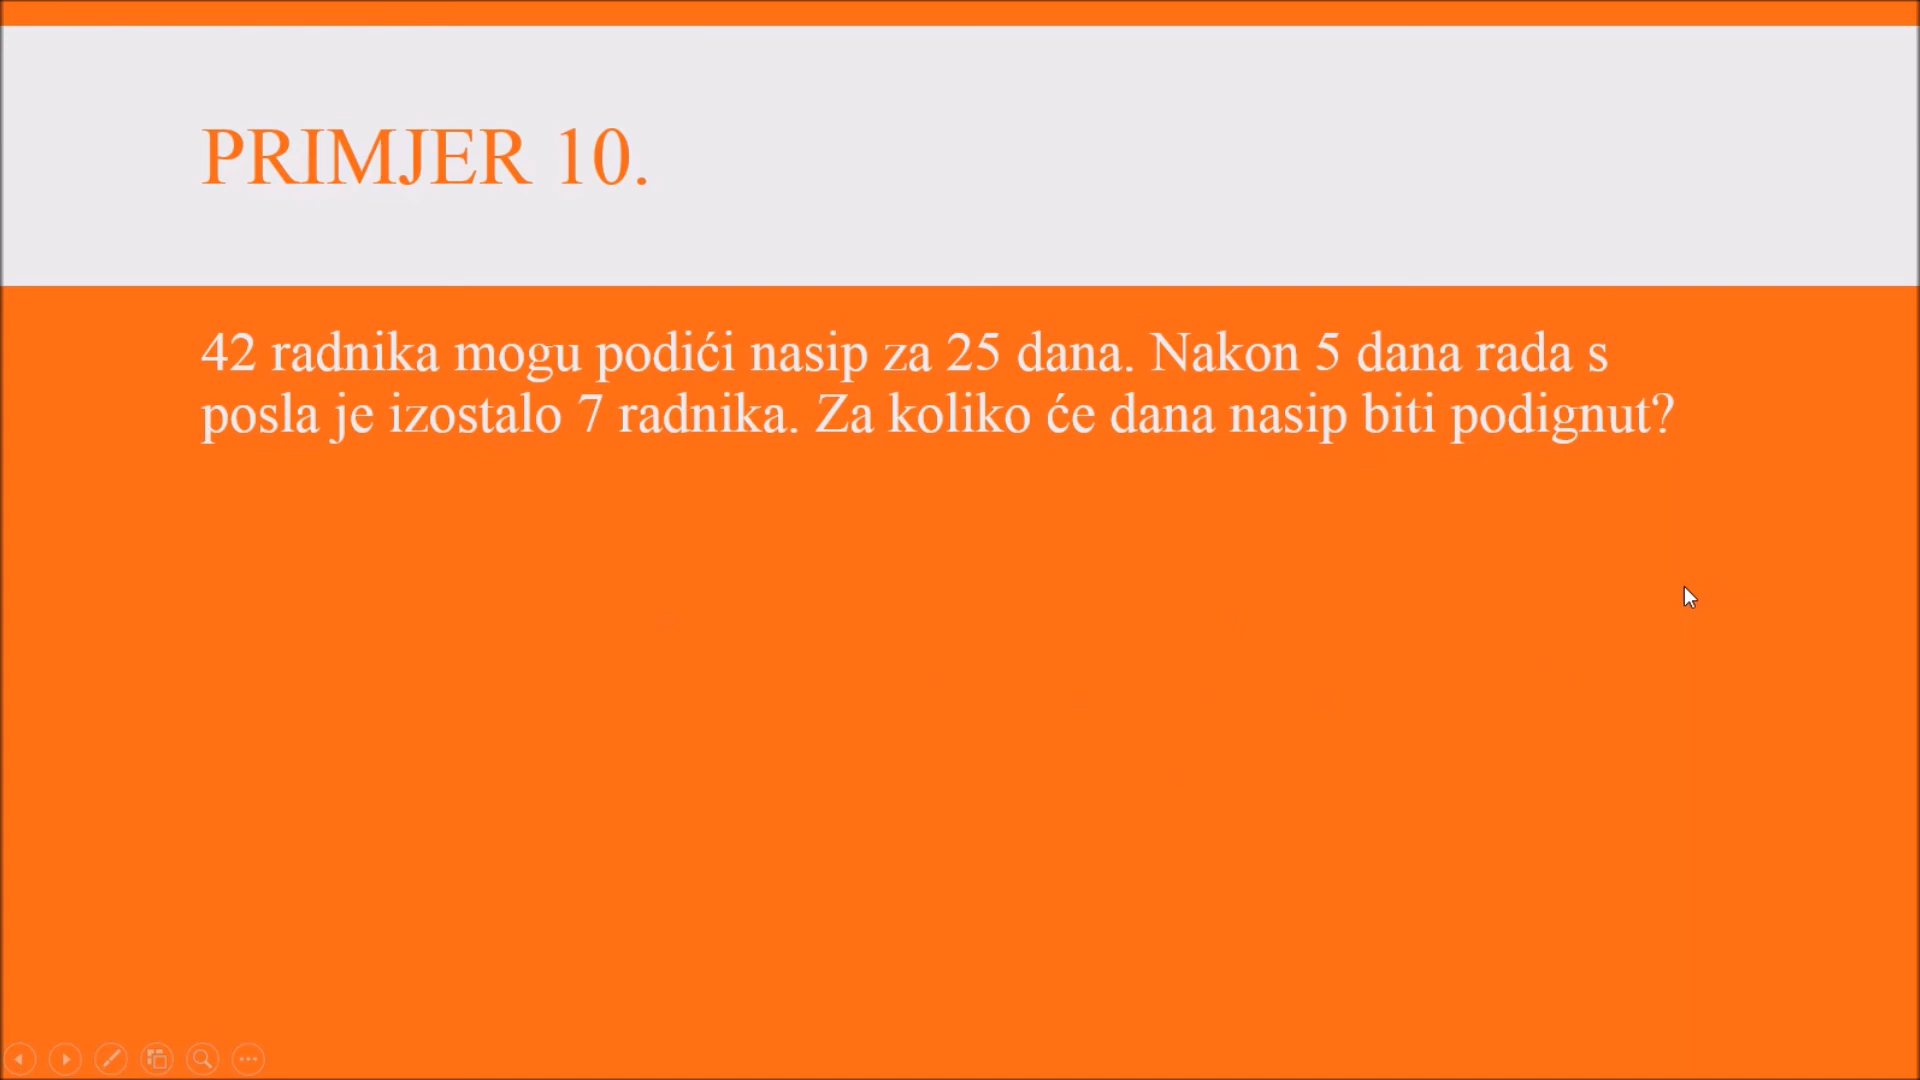 PRIMJER 10.
42 radnika mogu podići nasip za 25 dana. Nakon 5 dana rada s
posla je izostalo 7 radnika. Za koliko će dana nasip biti podignut?